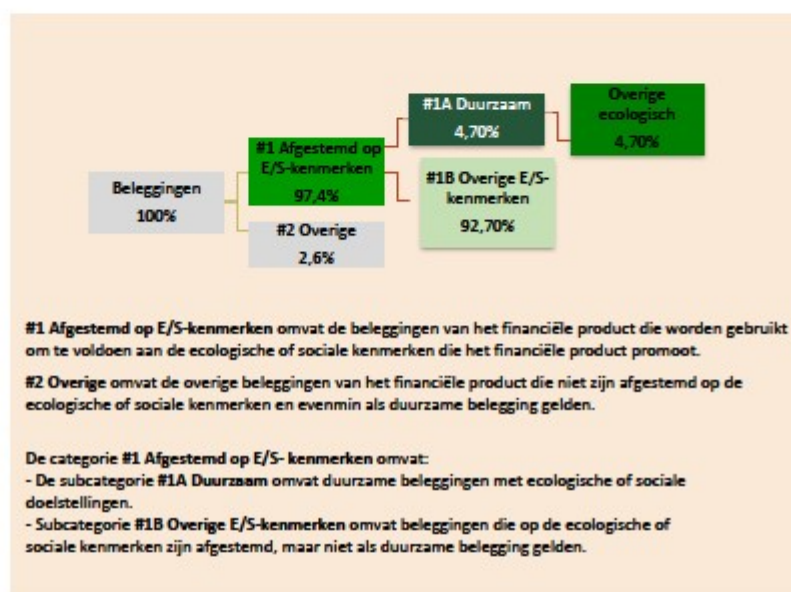 Beleggingen
100%
#1 Afgestemd op
E/S-kenmerken
97,4%
#2 Overige
2,6%
#1A Duurzaam
4,70%
#1B Overige E/S-
kenmerken
92,70%
Overige
ecologisch
4,70%
#1 Afgestemd op E/S-kenmerken omvat de beleggingen van het financiële product die worden gebruikt
om te voldoen aan de ecologische of sociale kenmerken die het financiële product promoot.
#2 Overige omvat de overige beleggingen van het financiële product die niet zijn afgestemd op de
ecologische of sociale kenmerken en evenmin als duurzame belegging gelden.
De categorie #1 Afgestemd op E/S- kenmerken omvat:
- De subcategorie #1A Duurzaam omvat duurzame beleggingen met ecologische of sociale
doelstellingen.
- Subcategorie #1B Overige E/S-kenmerken omvat beleggingen die op de ecologische of
sociale kenmerken zijn afgestemd, maar niet als duurzame belegging gelden.